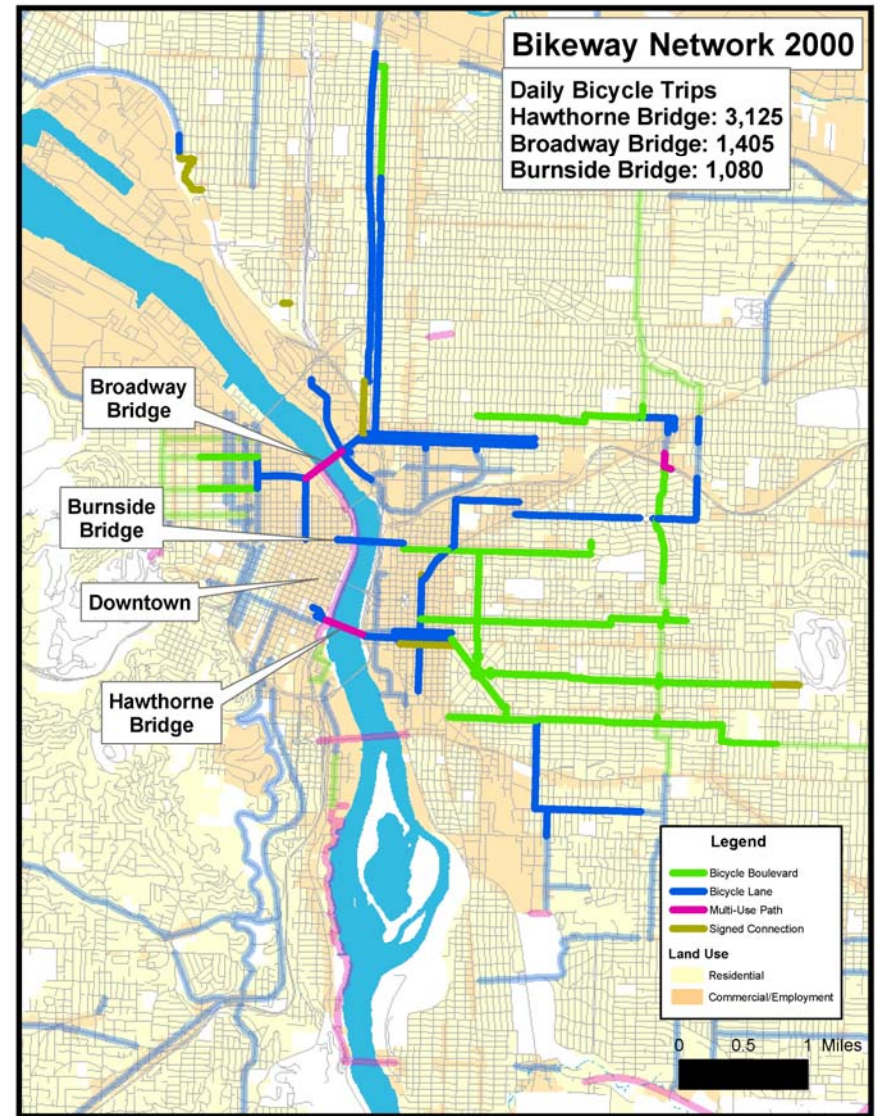 Bikeway Network 2000
Daily Bicycle Trips
Hawthorne Bridge: 3,125
Broadway Bridge: 1,405
Burnside Bridge: 1,080
Broadway
Bridge
Burnside
Bridge
Downtown
Hawthorne
Bridge
Legend
Bicycle Boulevard
Bicycle Lane
Multi-Use Path
Signed Connection
Land Use
Residential
Commercial/Employment
0 0.5 1 Miles